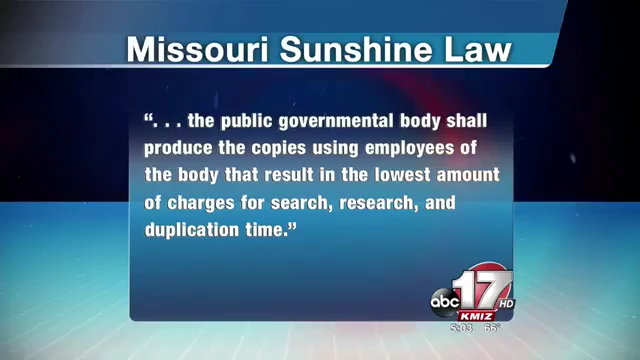 Missouri Sunshine Law
“. . . the public governmental body shall
produce the copies using employees of
the body that result in the lowest amount
of charges for search, research, and
duplication time.”
abc 17 HD
KMIZ
5:03 66°